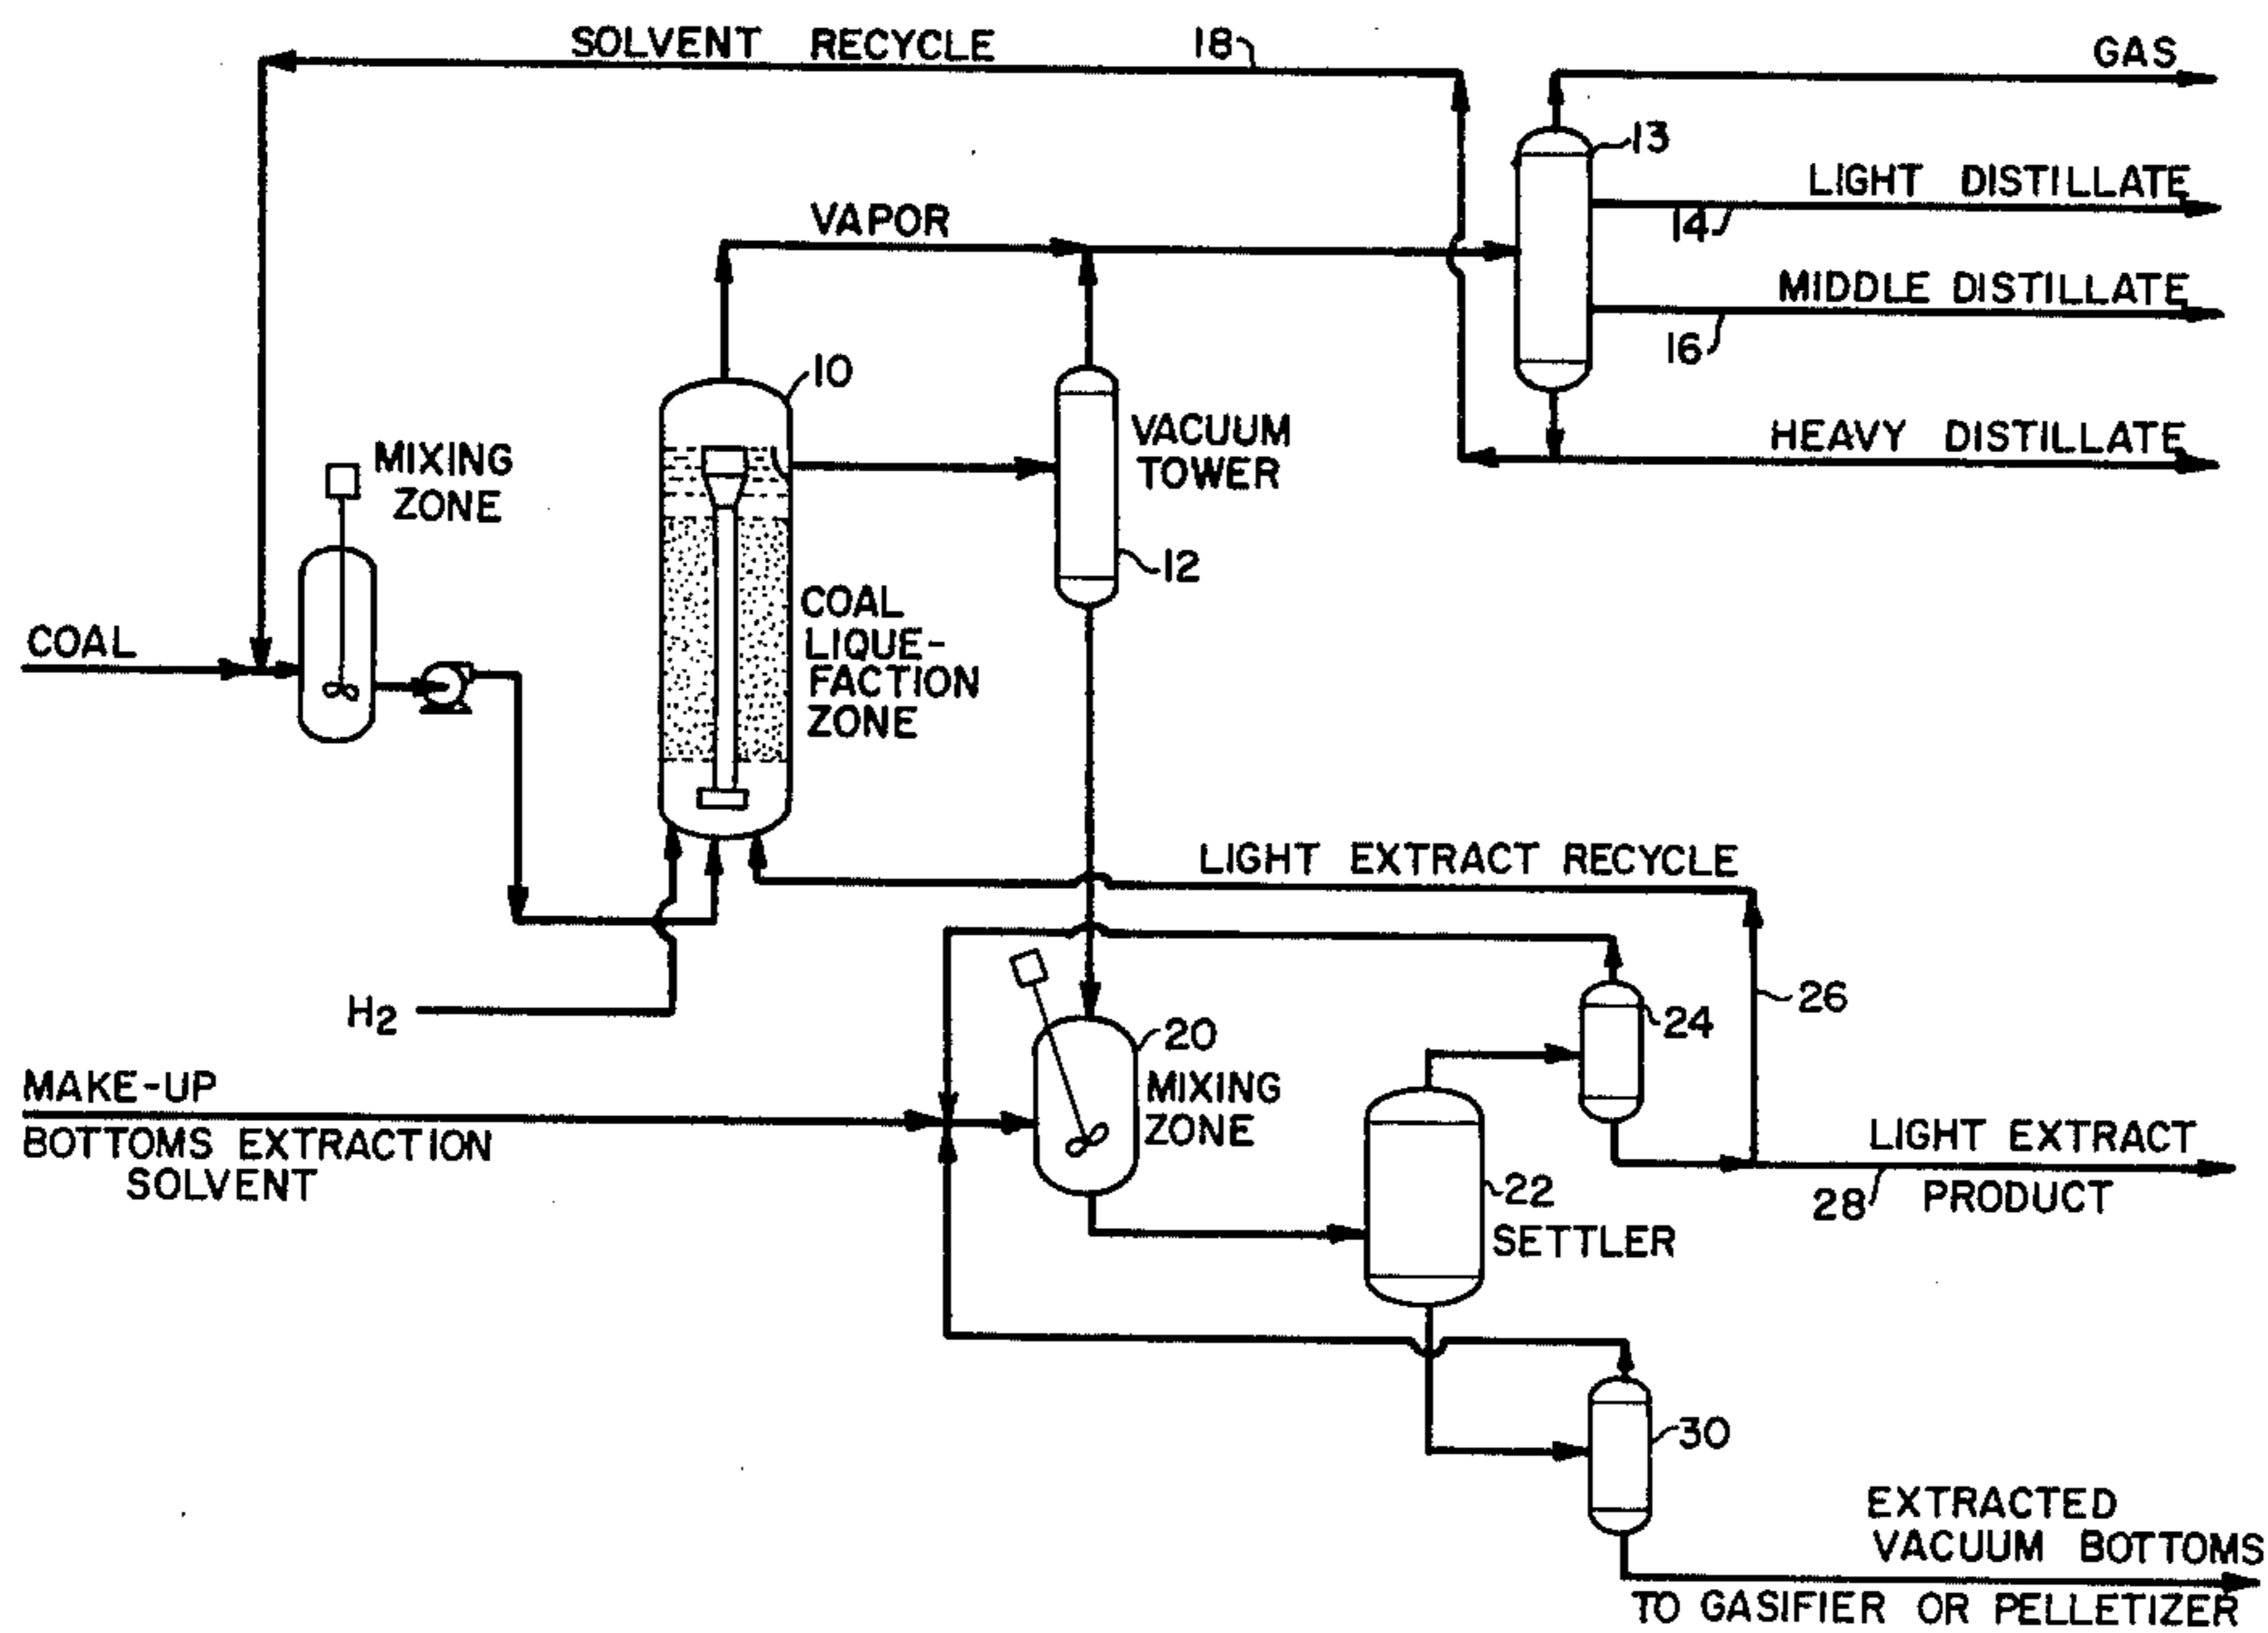 SOLVENT RECYCLE
18
GAS
13
LIGHT DISTILLATE
14
VAPOR
MIDDLE DISTILLATE
16
10
HEAVY DISTILLATE
VACUUM
TOWER
12
MIXING
ZONE
COAL
LIQUE-
FACTION
ZONE
COAL
LIGHT EXTRACT RECYCLE
26
H2
24
20
MIXING
ZONE
MAKE-UP
BOTTOMS EXTRACTION
SOLVENT
22
SETTLER
LIGHT EXTRACT
28
PRODUCT
30
EXTRACTED
VACUUM BOTTOMS
TO GASIFIER OR PELLETIZER